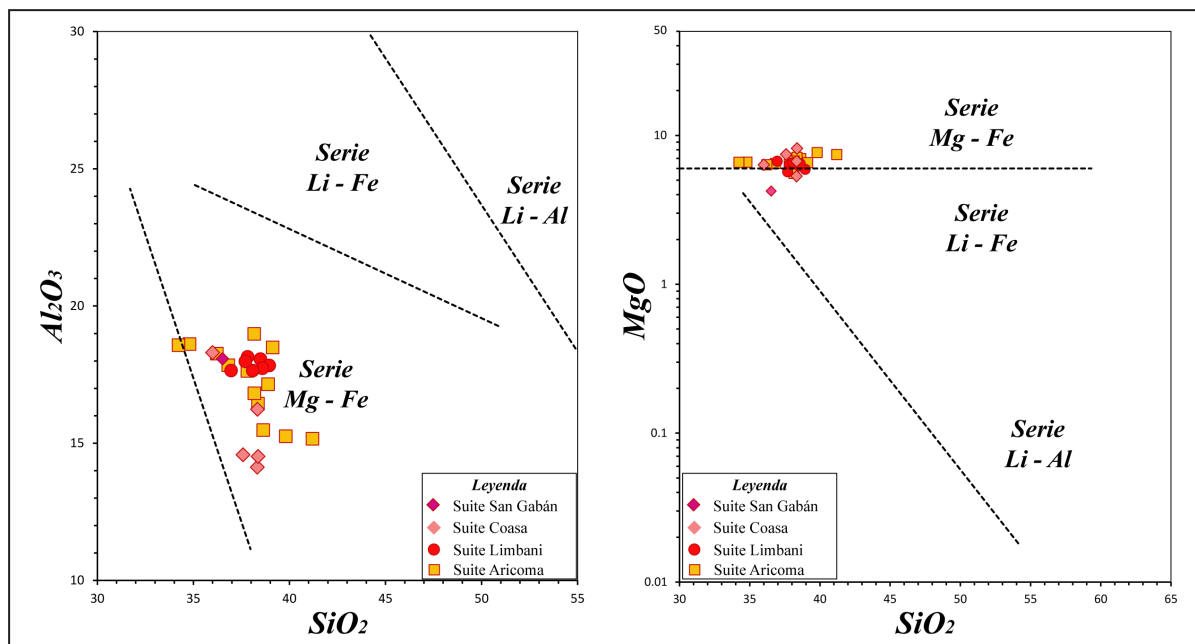 30
25
20
15
10
30
35
40
45
50
55
Al₂O₃
SiO₂
Serie
Li - Fe
Serie
Li - Al
Serie
Mg - Fe
Leyenda
Suite San Gabán
Suite Coasa
Suite Limbani
Suite Aricoma
50
10
1
0.1
0.01
30
35
40
45
50
55
60
65
MgO
SiO₂
Serie
Mg - Fe
Serie
Li - Fe
Serie
Li - Al
Leyenda
Suite San Gabán
Suite Coasa
Suite Limbani
Suite Aricoma